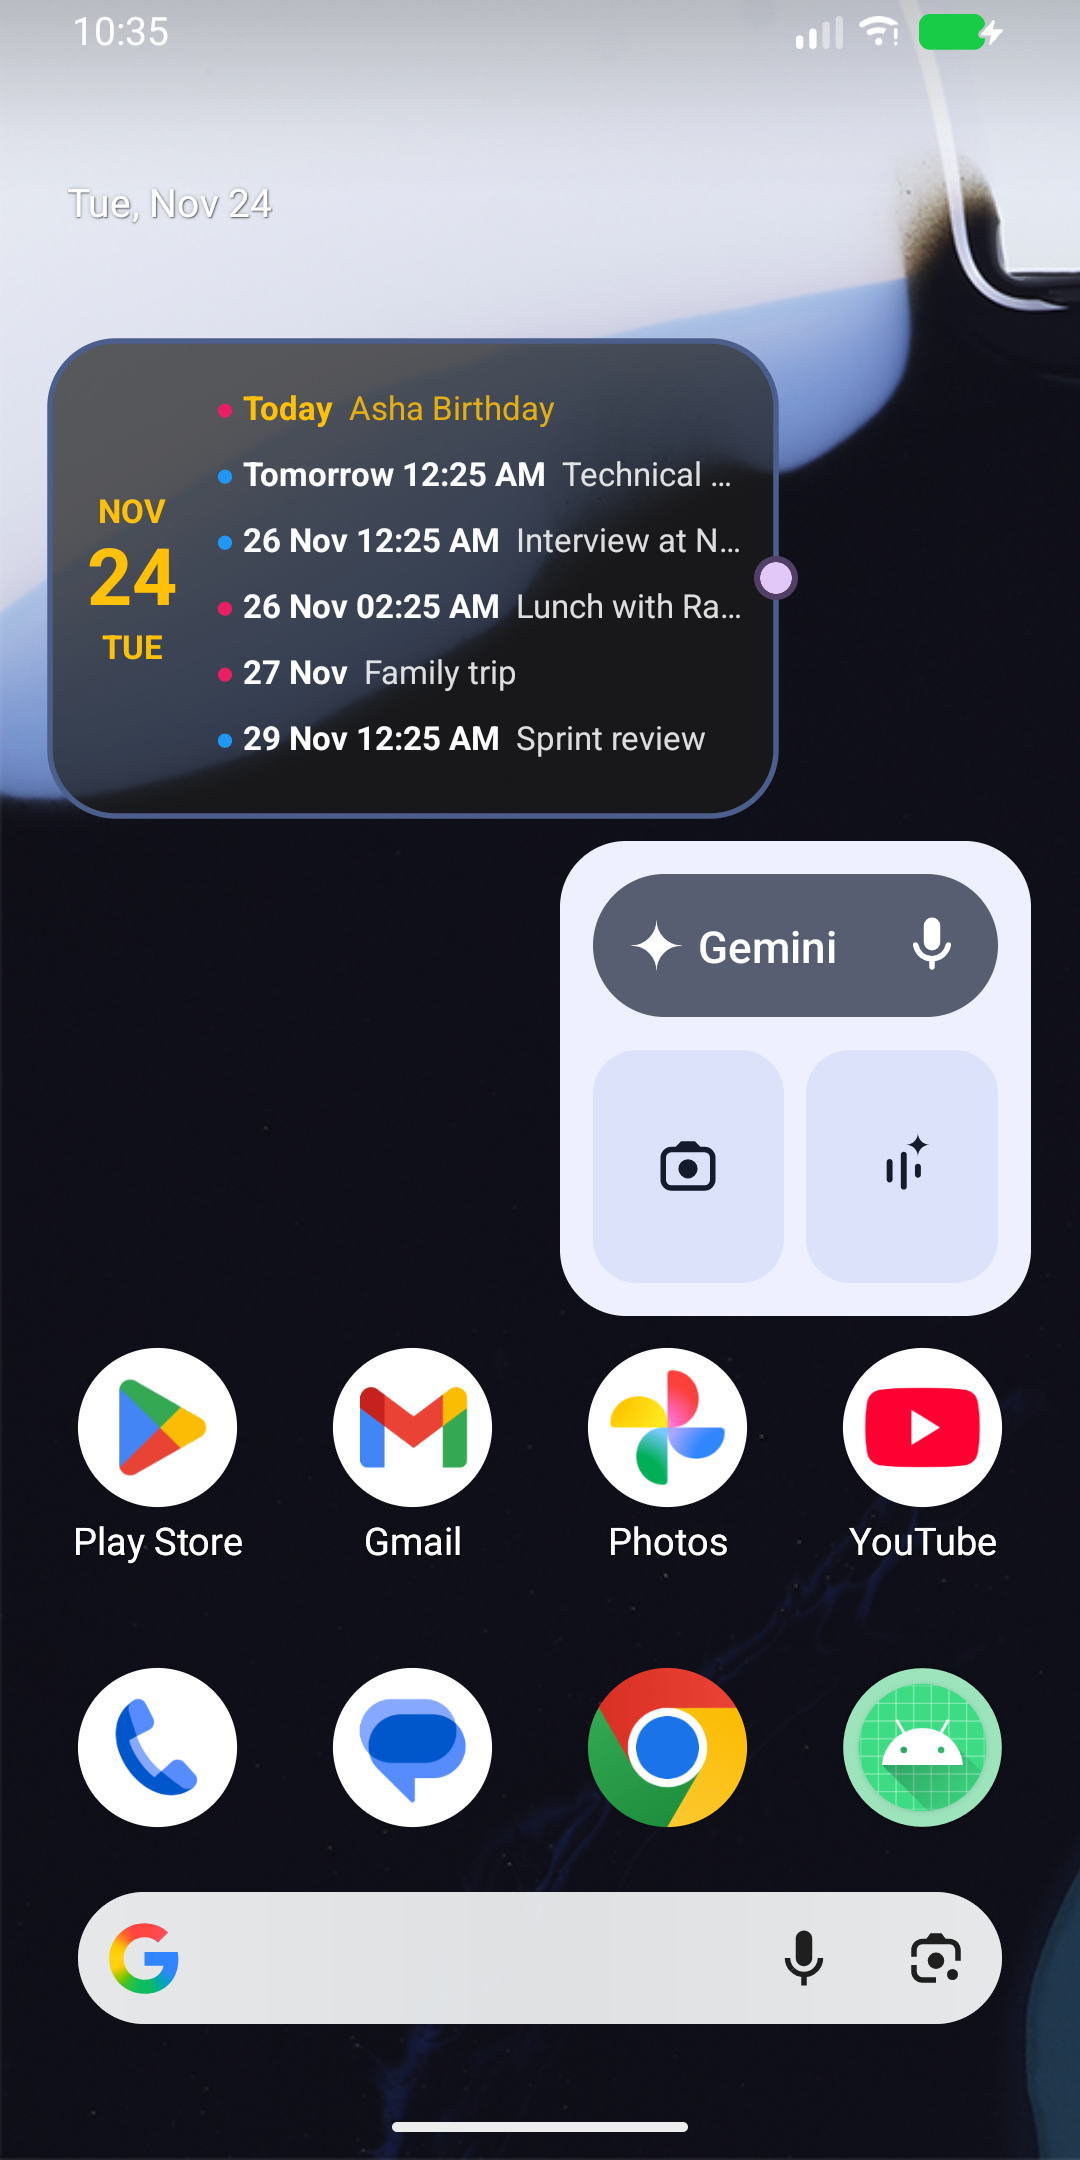 10:35
Tue, Nov 24
NOV
24
TUE
Today Asha Birthday
Tomorrow 12:25 AM Technical ...
26 Nov 12:25 AM Interview at N...
26 Nov 02:25 AM Lunch with Ra...
27 Nov Family trip
29 Nov 12:25 AM Sprint review
Gemini
Play Store Gmail Photos YouTube